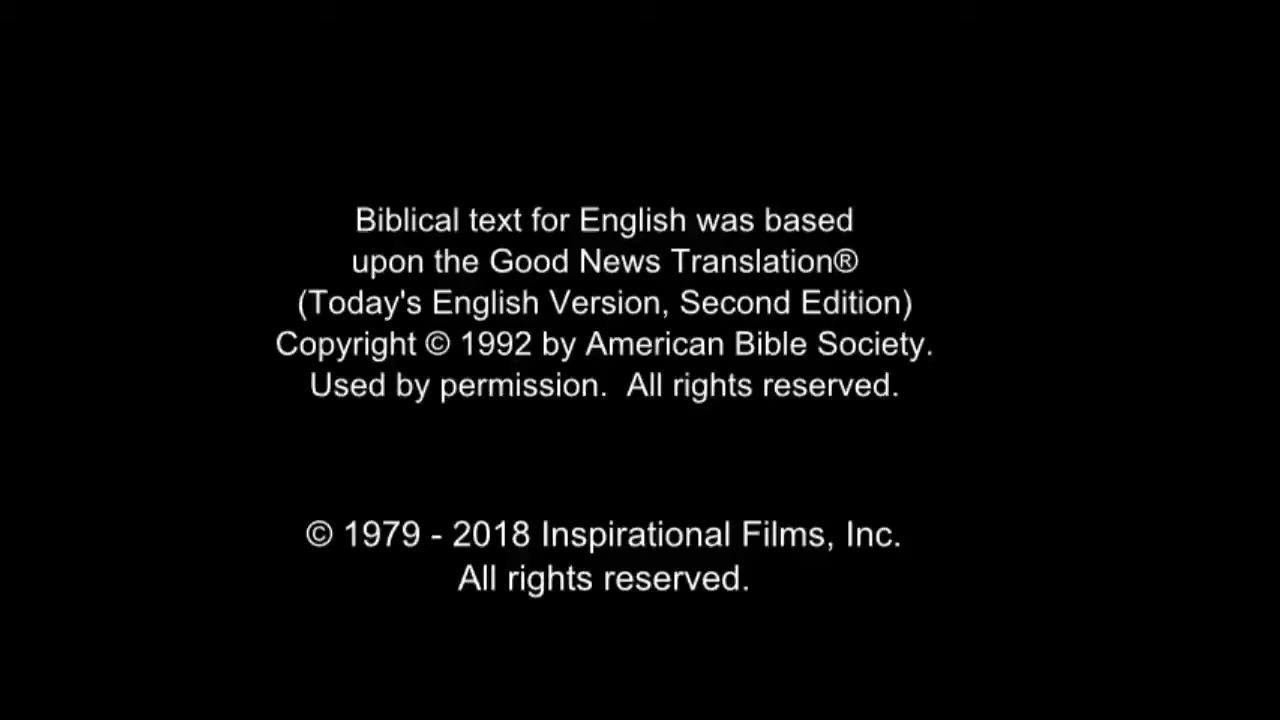 Biblical text for English was based
upon the Good News Translation®
(Today's English Version, Second Edition)
Copyright © 1992 by American Bible Society.
Used by permission.  All rights reserved.
© 1979 - 2018 Inspirational Films, Inc.
All rights reserved.